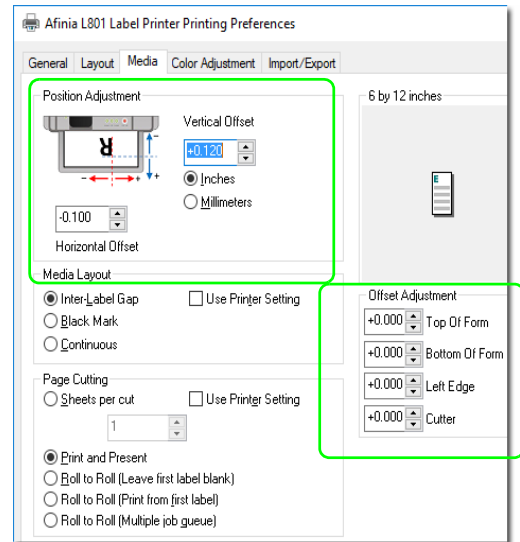 Afinia L801 Label Printer Printing Preferences
General Layout Media Color Adjustment Import/Export
Position Adjustment
R
Vertical Offset
+0.120
Inches
Millimeters
-0.100
Horizontal Offset
6 by 12 inches
E
Media Layout
Inter-Label Gap Use Printer Setting
Black Mark
Continuous
Offset Adjustment
+0.000 Top Of Form
+0.000 Bottom Of Form
+0.000 Left Edge
+0.000 Cutter
Page Cutting
Sheets per cut Use Printer Setting
1
Print and Present
Roll to Roll (Leave first label blank)
Roll to Roll (Print from first label)
Roll to Roll (Multiple job queue)